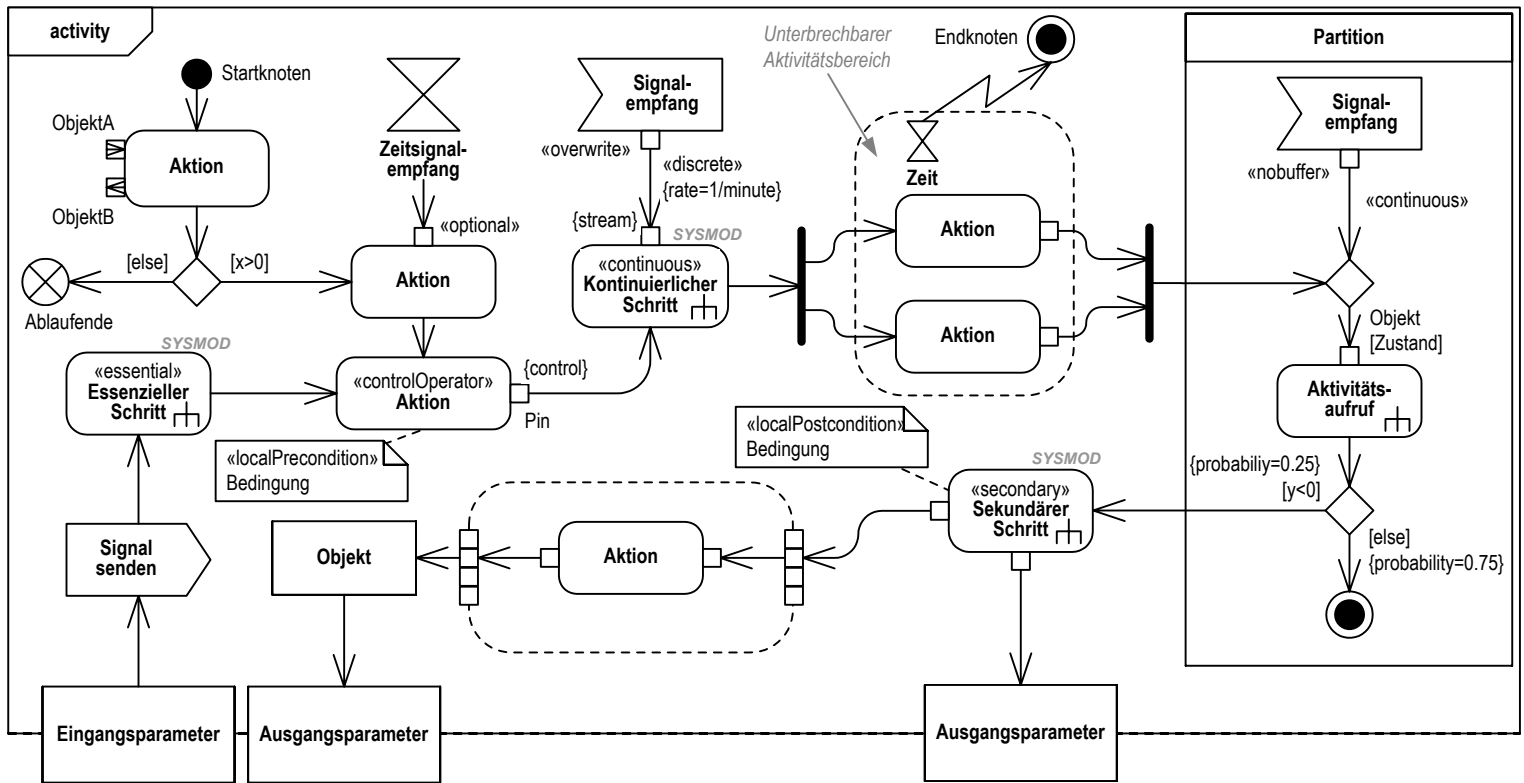 activity
Startknoten
ObjektA
Aktion
ObjektB
[else]
[x>0]
Ablaufende
Zeitsignal-
empfang
«optional»
Aktion
Signal-
empfang
«overwrite»
«discrete»
{rate=1/minute}
{stream}
SYSMOD
«continuous»
Kontinuierlicher
Schritt
Unterbrechbarer
Aktivitätsbereich
Endknoten
Zeit
Aktion
Aktion
Partition
Signal-
empfang
«nobuffer»
«continuous»
Objekt
[Zustand]
Aktivitäts-
aufruf
{probabiliy=0.25}
[y<0]
[else]
{probability=0.75}
SYSMOD
«essential»
Essenzieller
Schritt
«controlOperator»
Aktion
{control}
Pin
«localPrecondition»
Bedingung
«localPostcondition»
Bedingung
SYSMOD
«secondary»
Sekundärer
Schritt
Signal
senden
Objekt
Aktion
Eingangsparameter
Ausgangsparameter
Ausgangsparameter